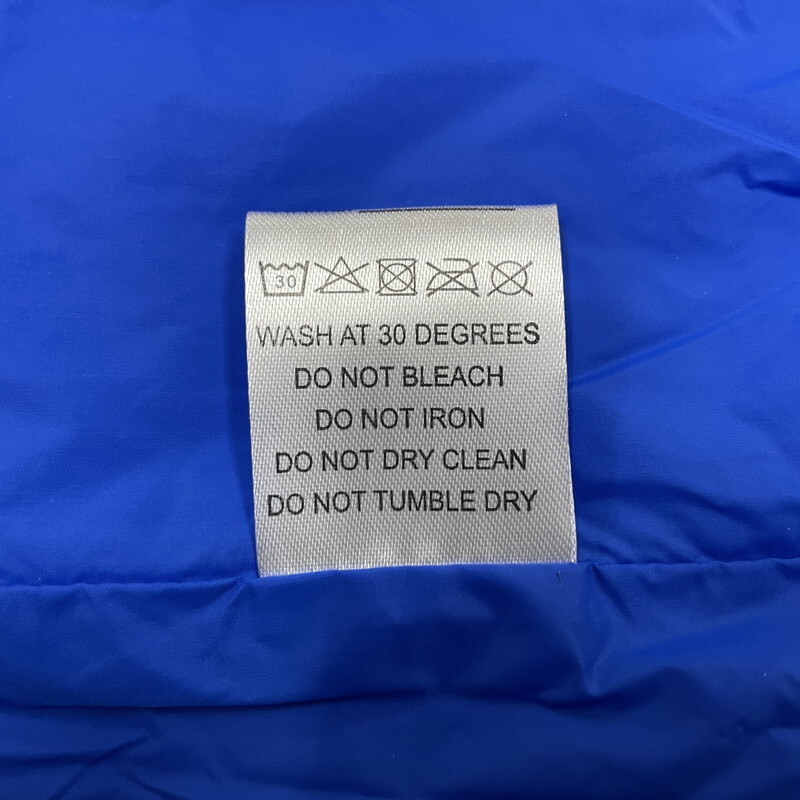 30
WASH AT 30 DEGREES
DO NOT BLEACH
DO NOT IRON
DO NOT DRY CLEAN
DO NOT TUMBLE DRY